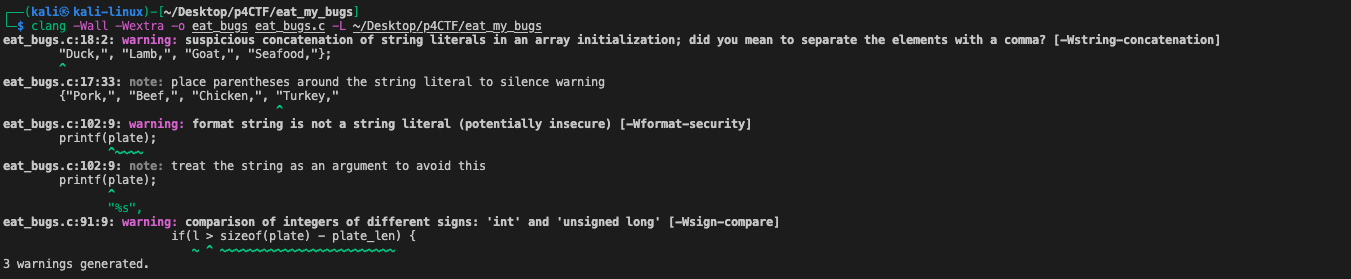 ┌──(kali㉿kali-linux)-[~/Desktop/p4CTF/eat_my_bugs]
└─$ clang -Wall -Wextra -o eat_bugs eat_bugs.c -L ~/Desktop/p4CTF/eat_my_bugs
eat_bugs.c:18:2: warning: suspicious concatenation of string literals in an array initialization; did you mean to separate the elements with a comma? [-Wstring-concatenation]
        "Duck,", "Lamb,", "Goat,", "Seafood,"};
        ^
eat_bugs.c:17:33: note: place parentheses around the string literal to silence warning
        {"Pork,", "Beef,", "Chicken,", "Turkey,"
                                       ^
eat_bugs.c:102:9: warning: format string is not a string literal (potentially insecure) [-Wformat-security]
        printf(plate);
               ^~~~~
eat_bugs.c:102:9: note: treat the string as an argument to avoid this
        printf(plate);
               ^
               "%s",
eat_bugs.c:91:9: warning: comparison of integers of different signs: 'int' and 'unsigned long' [-Wsign-compare]
                        if(l > sizeof(plate) - plate_len) {
                           ~ ^ ~~~~~~~~~~~~~~~~~~~~~~~~~
3 warnings generated.